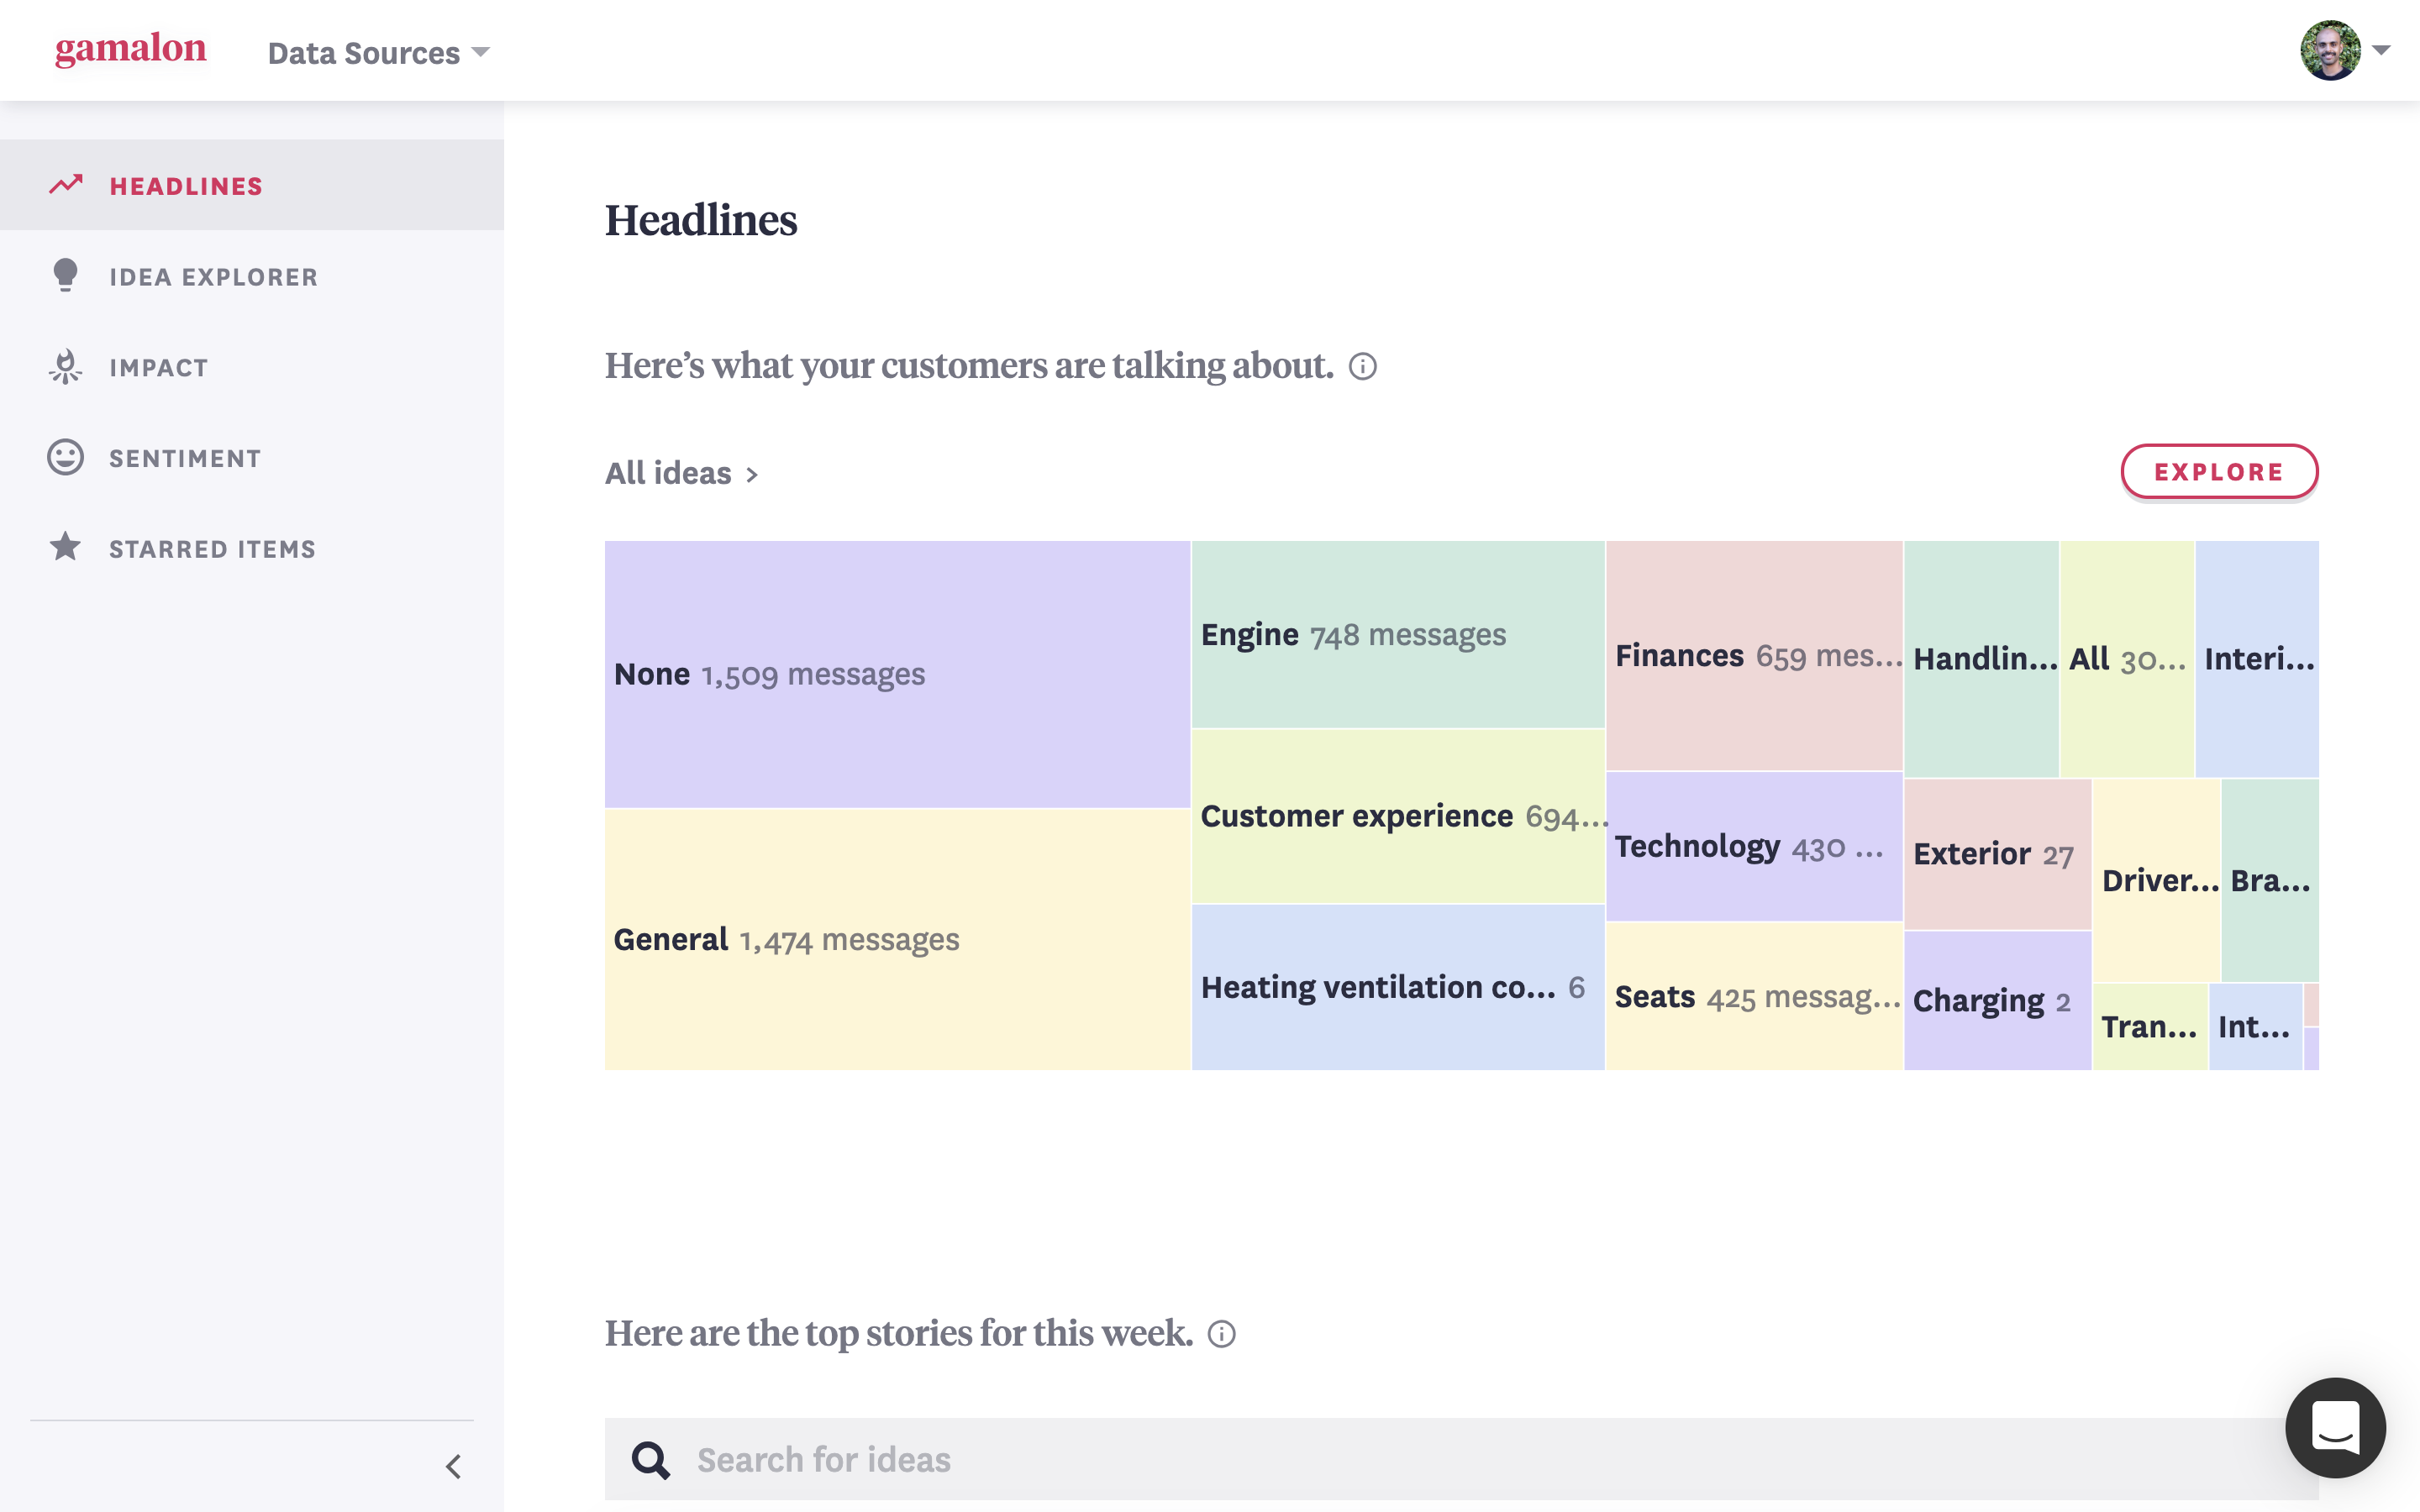 gamalon
Data Sources
HEADLINES
IDEA EXPLORER
IMPACT
SENTIMENT
STARRED ITEMS
Headlines
Here’s what your customers are talking about.
All ideas >
EXPLORE
None 1,509 messages
General 1,474 messages
Engine 748 messages
Customer experience 694...
Heating ventilation co... 6
Finances 659 mes...
Technology 430 ...
Seats 425 messag...
Handlin...
All 30...
Interi...
Exterior 27
Driver...
Bra...
Charging 2
Tran...
Int...
Here are the top stories for this week.
Search for ideas